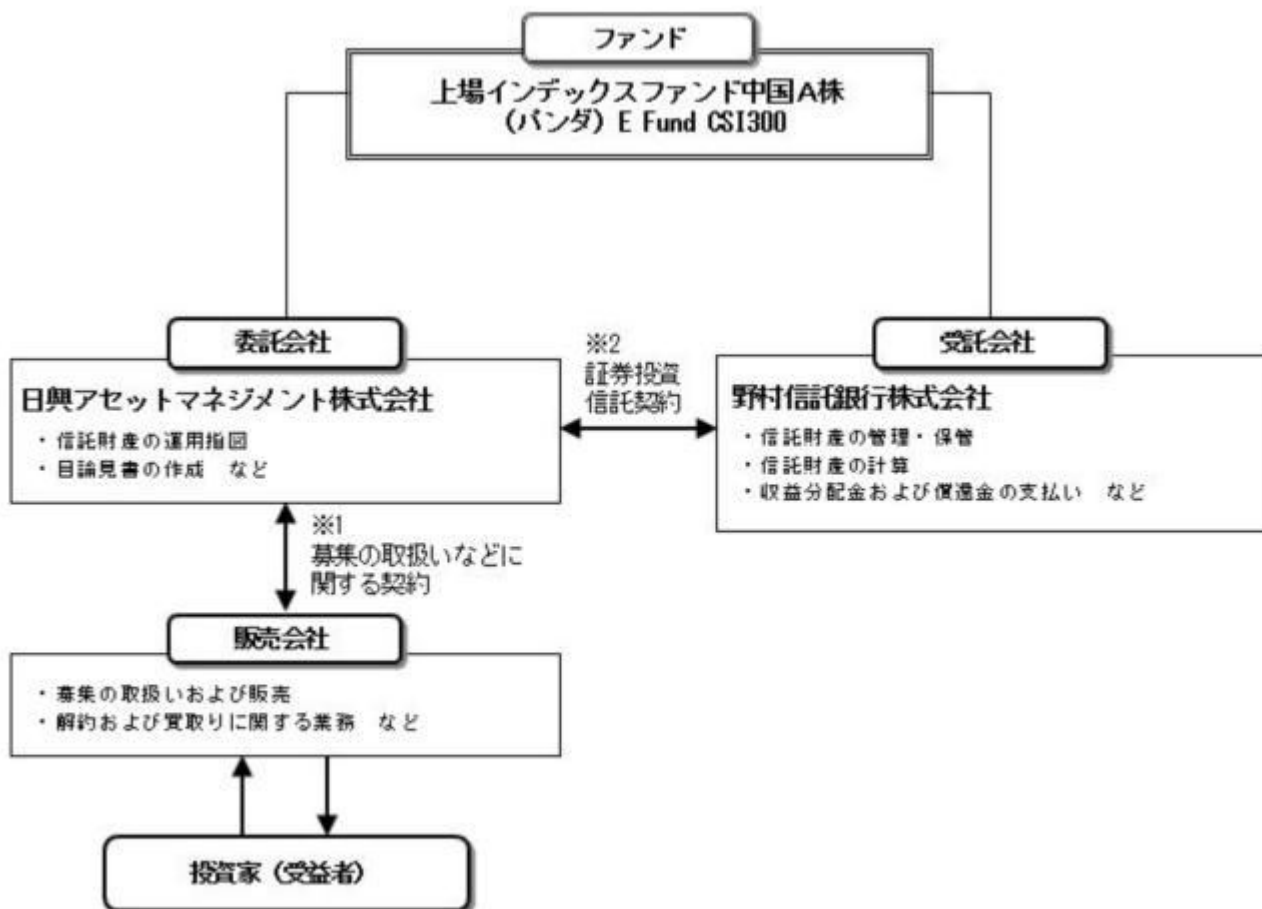 ファンド
上場インデックスファンド中国A株
(パンダ) E Fund CSI300
委託会社
日興アセットマネジメント株式会社
・信託財産の運用指図
・目論見書の作成 など
※2
証券投資
信託契約
受託会社
野村信託銀行株式会社
・信託財産の管理・保管
・信託財産の計算
・収益分配金および償還金の支払い など
※1
募集の取扱いなどに
関する契約
販売会社
・募集の取扱いおよび販売
・解約および買取りに関する業務 など
投資家(受益者)